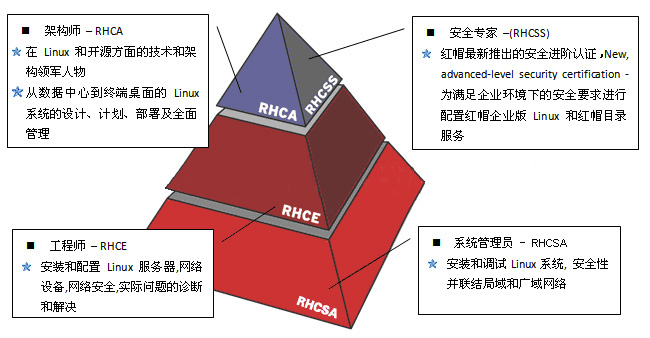 ■ 架构师 – RHCA
在 Linux 和开源方面的技术和架
构领军人物
从数据中心到终端桌面的 Linux
系统的设计、计划、部署及全面
管理
■ 安全专家 –(RHCSS)
红帽最新推出的安全进阶认证,New,
advanced-level security certification -
为满足企业环境下的安全要求进行
配置红帽企业版 Linux 和红帽目录
服务
RHCA
RHCSS
RHCE
RHCSA
■ 工程师 – RHCE
安装和配置 Linux 服务器,网络
设备,网络安全,实际问题的诊断
和解决
■ 系统管理员 - RHCSA
安装和调试 Linux 系统, 安全性
并联结局域和广域网络